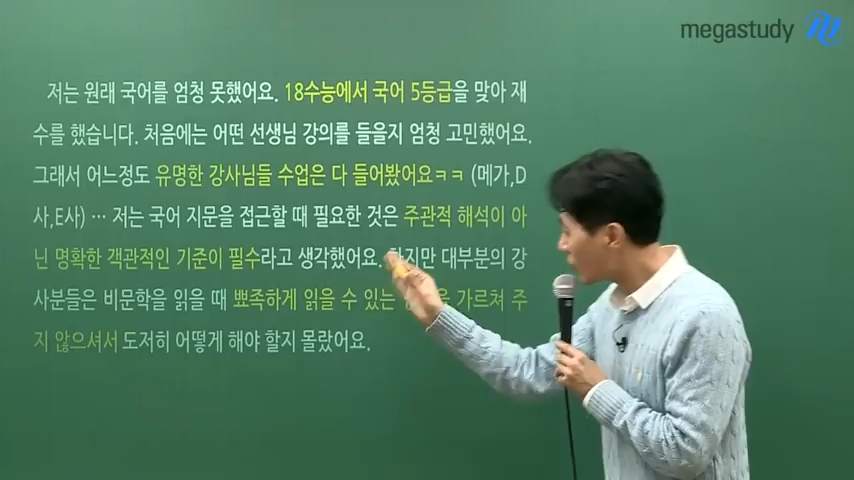 megastudy
저는 원래 국어를 엄청 못했어요. 18수능에서 국어 5등급을 맞아 재
수를 했습니다. 처음에는 어떤 선생님 강의를 들을지 엄청 고민했어요.
그래서 어느정도 유명한 강사님들 수업은 다 들어봤어요ㅋㅋ (메가,D
사,E사) … 저는 국어 지문을 접근할 때 필요한 것은 주관적 해석이 아
닌 명확한 객관적인 기준이 필수라고 생각했어요. 대부분의 강
사분들은 비문학을 읽을 때 뾰족하게 읽을 수 있는 가르쳐 주
지 않으셔서 도저히 어떻게 해야 할지 몰랐어요.